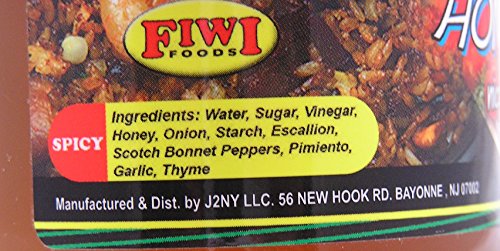 FIWI
FOODS
HO
SPICY
Ingredients: Water, Sugar, Vinegar,
Honey, Onion, Starch, Escallion,
Scotch Bonnet Peppers, Pimiento,
Garlic, Thyme
Manufactured & Dist. by J2NY LLC. 56 NEW HOOK RD. BAYONNE , NJ 07002